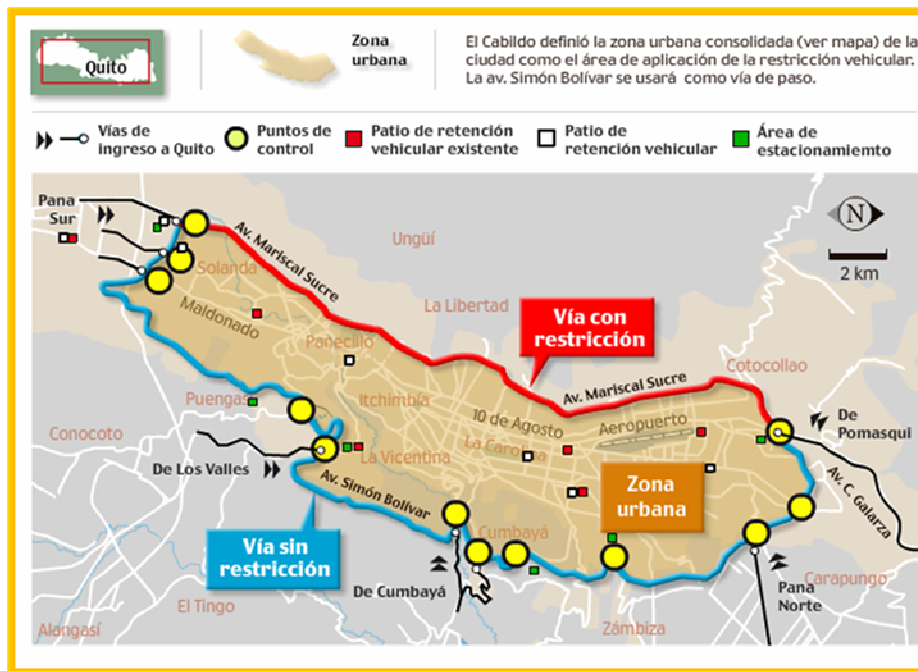 Quito
Zona
urbana
El Cabildo definió la zona urbana consolidada (ver mapa) de la
ciudad como el área de aplicación de la restricción vehicular.
La av. Simón Bolívar se usará como vía de paso.
Vías de
ingreso a Quito
Puntos de
control
Patio de retención
vehicular existente
Patio de
retención vehicular
Área de
estacionamiemto
Pana
Sur
Av. Mariscal Sucre
Ungüí
N
2 km
Solanda
Maldonado
La Libertad
Vía con
restricción
Panecillo
Cotocollao
Av. Mariscal Sucre
Puengasí
Itchimbía
10 de Agosto
Aeropuerto
De
Pomasqui
Conocoto
La Carolina
De Los Valles
La Vicentina
Av. Simón Bolívar
Zona
urbana
Av. C. Galarza
Vía sin
restricción
Cumbayá
De Cumbayá
Pana
Norte
Carapungo
El Tingo
Alangasí
Zámbiza